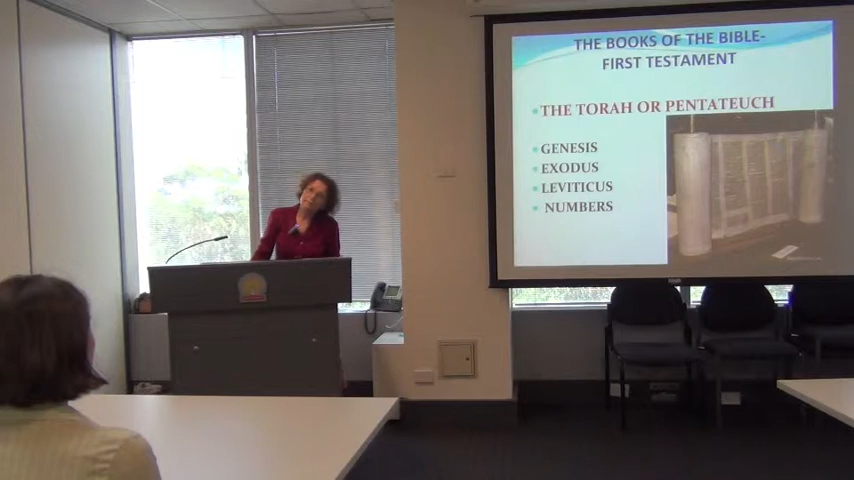 THE BOOKS OF THE BIBLE-
FIRST TESTAMENT
THE TORAH OR PENTATEUCH
GENESIS
EXODUS
LEVITICUS
NUMBERS